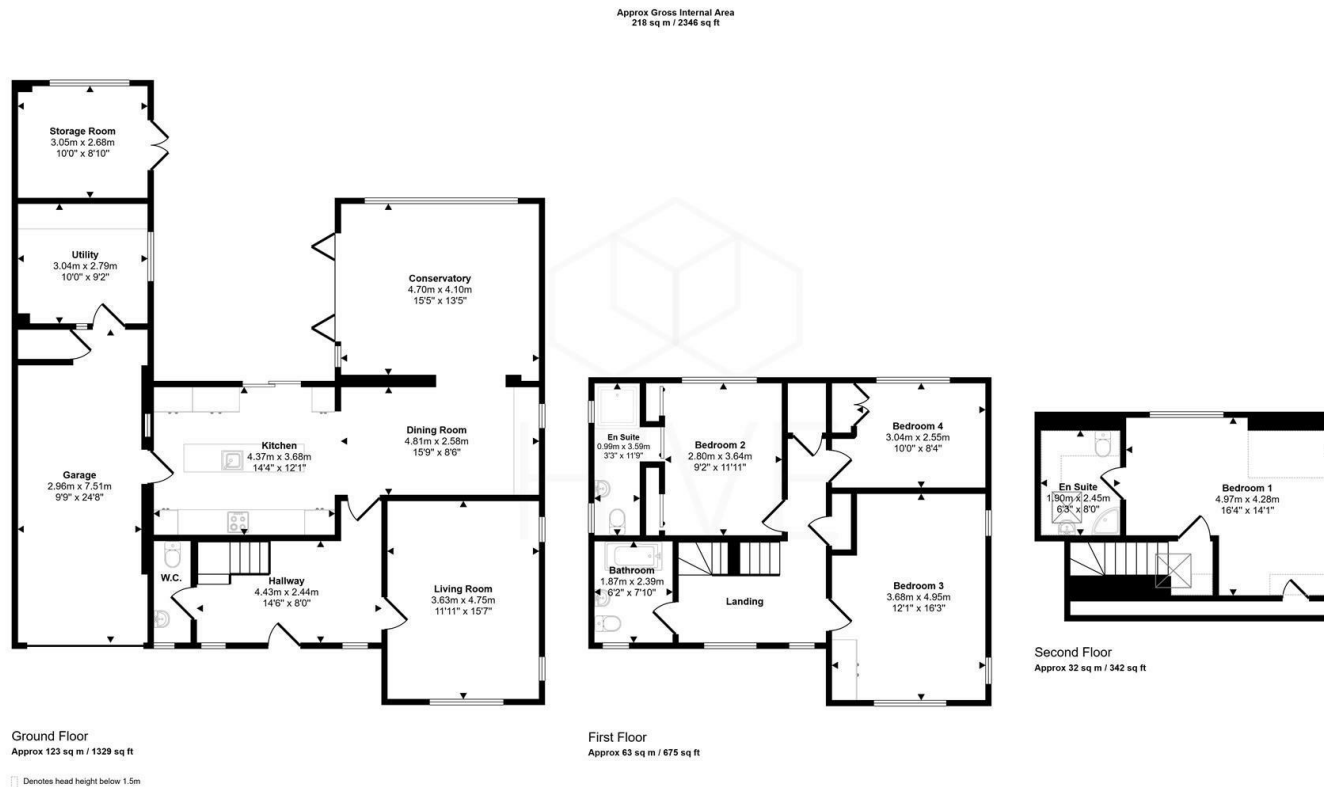 Approx Gross Internal Area
218 sq m / 2346 sq ft
Storage Room
3.05m x 2.68m
10'0" x 8'10"
Utility
3.04m x 2.79m
10'0" x 9'2"
Conservatory
4.70m x 4.10m
15'5" x 13'5"
Kitchen
4.37m x 3.68m
14'4" x 12'1"
Dining Room
4.81m x 2.58m
15'9" x 8'6"
Garage
2.96m x 7.51m
9'9" x 24'8"
W.C.
Hallway
4.43m x 2.44m
14'6" x 8'0"
Living Room
3.63m x 4.75m
11'11" x 15'7"
Ground Floor
Approx 123 sq m / 1329 sq ft
Denotes head height below 1.5m
En Suite
0.99m x 3.59m
3'3" x 11'9"
Bedroom 2
2.80m x 3.64m
9'2" x 11'11"
Bedroom 4
3.04m x 2.55m
10'0" x 8'4"
Bathroom
1.87m x 2.39m
6'2" x 7'10"
Landing
Bedroom 3
3.68m x 4.95m
12'1" x 16'3"
First Floor
Approx 63 sq m / 675 sq ft
En Suite
1.90m x 2.45m
6'3" x 8'0"
Bedroom 1
4.97m x 4.28m
16'4" x 14'1"
Second Floor
Approx 32 sq m / 342 sq ft